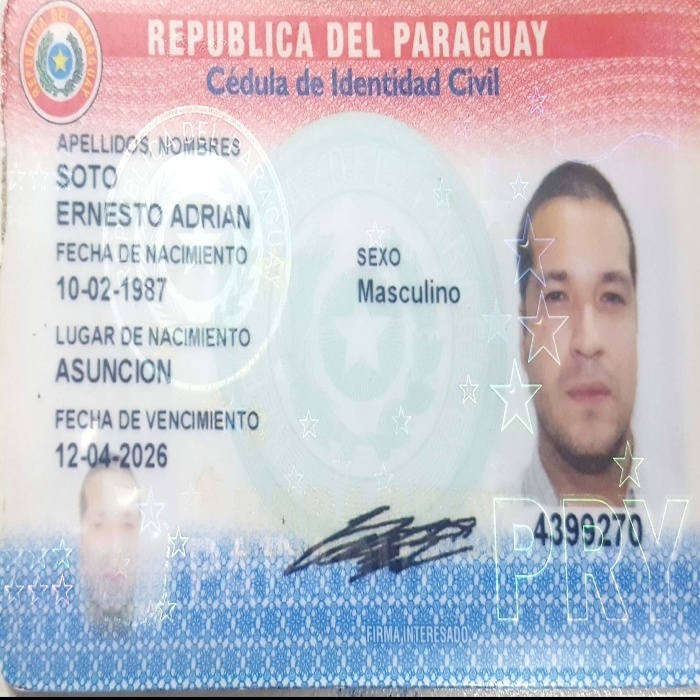 REPUBLICA DEL PARAGUAY
Cédula de Identidad Civil
APELLIDOS, NOMBRES
SOTO
ERNESTO ADRIAN
FECHA DE NACIMIENTO
10-02-1987
SEXO
Masculino
LUGAR DE NACIMIENTO
ASUNCION
FECHA DE VENCIMIENTO
12-04-2026
4399270
PRY
FIRMA INTERESADO